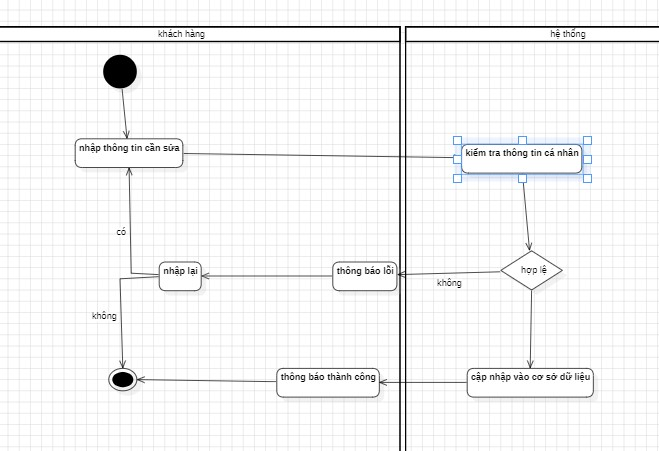 khách hàng
hệ thống
nhập thông tin cần sửa
kiểm tra thông tin cá nhân
có
nhập lại
thông báo lỗi
hợp lệ
không
không
thông báo thành công
cập nhập vào cơ sở dữ liệu